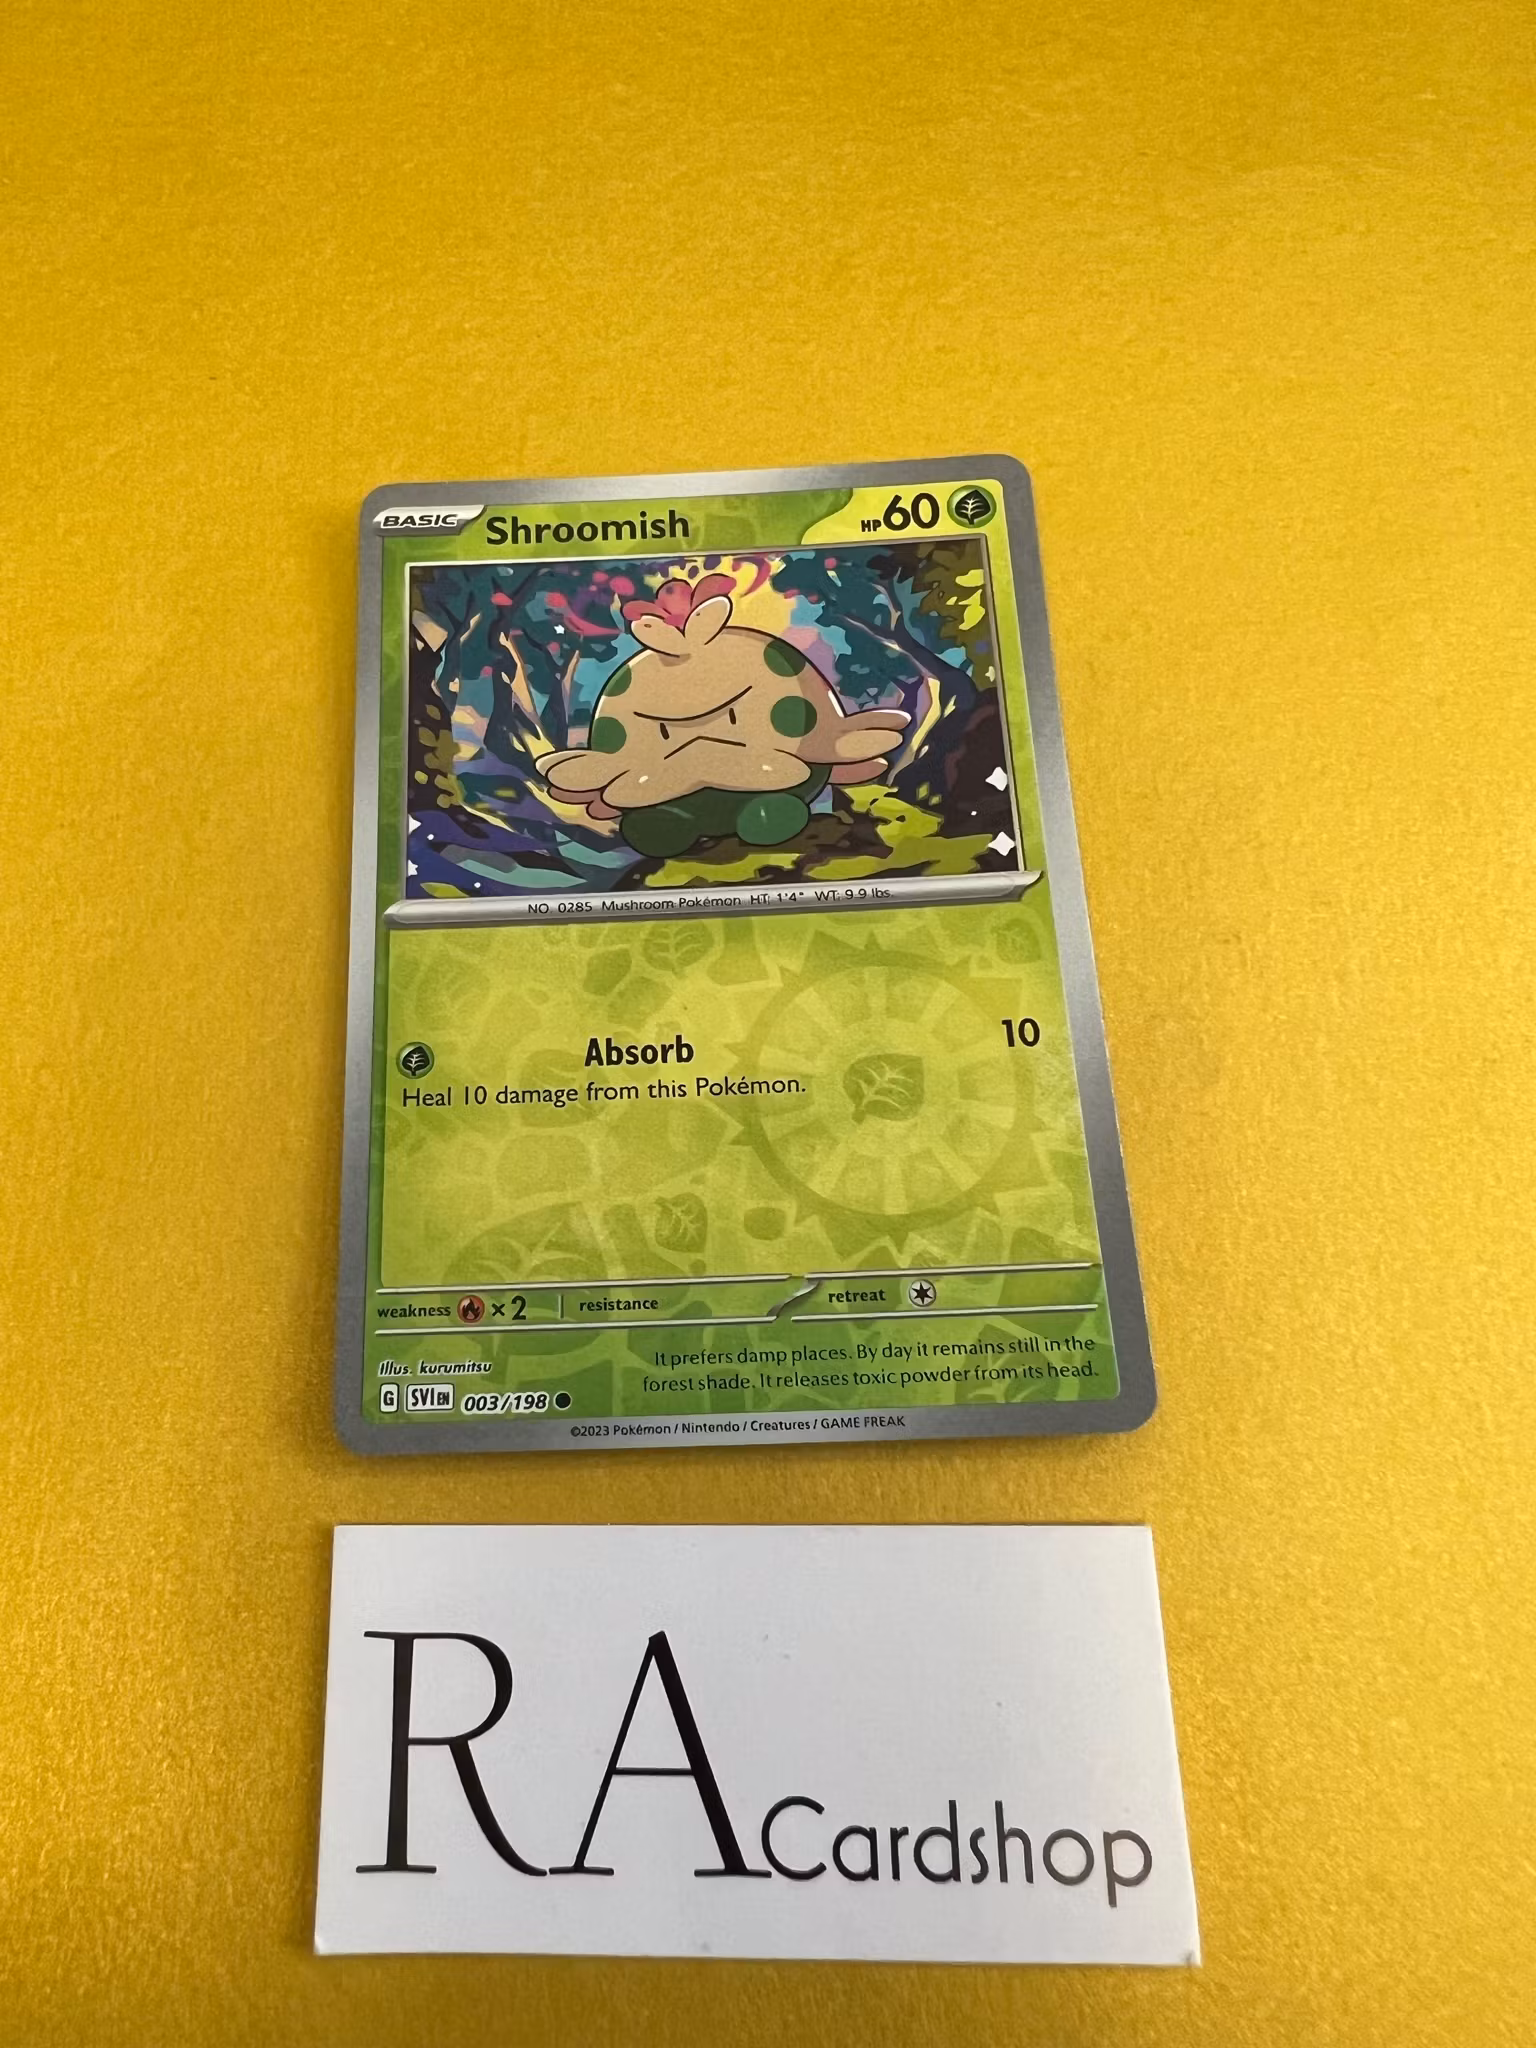 BASIC Shroomish HP 60
NO. 0285 Mushroom Pokémon HT: 1'4" WT: 9.9 lbs.
Absorb 10
Heal 10 damage from this Pokémon.
weakness ×2 resistance retreat
It prefers damp places. By day it remains still in the
forest shade. It releases toxic powder from its head.
Illus. kurumitsu
G SVI EN 003/198
©2023 Pokémon / Nintendo / Creatures / GAME FREAK
RA Cardshop